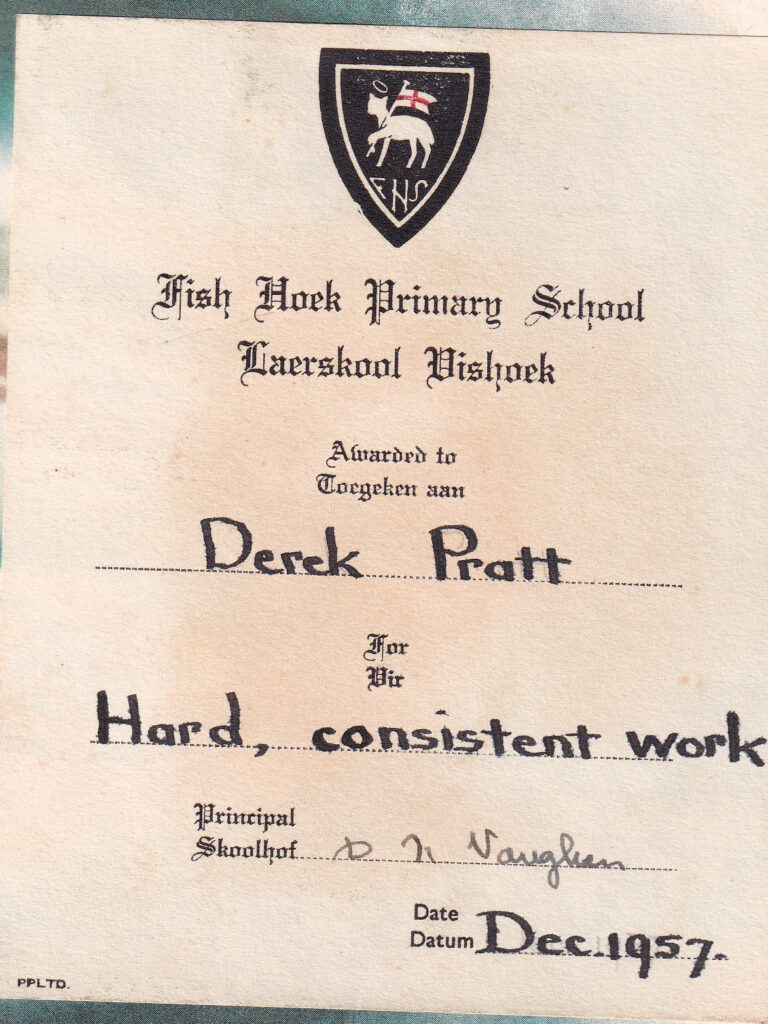 FHS
Fish Hoek Primary School
Laerskool Vishoek
Awarded to
Toegeken aan
Derek Pratt
For
Vir
Hard, consistent work
Principal
Skoolhof D N Vaughan
Date
Datum Dec. 1957.
PPLTD.